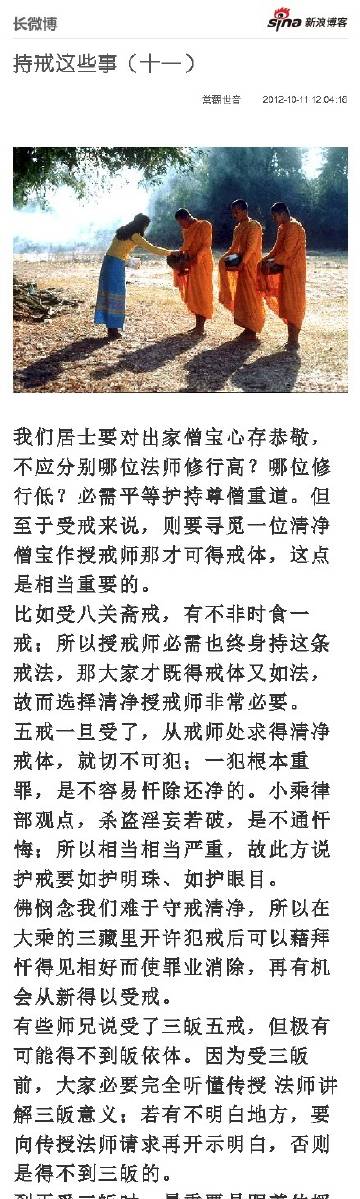 长微博
sina 新浪博客
持戒这些事（十一）
2012-10-11 12:04:16
我们居士要对出家僧宝心存恭敬，
不应分别哪位法师修行高？哪位修
行低？必需平等护持尊僧重道。但
至于受戒来说，则要寻觅一位清净
僧宝作授戒师那才可得戒体，这点
是相当重要的。
比如受八关斋戒，有不非时食一
戒；所以授戒师必需也终身持这条
戒法，那大家才既得戒体又如法，
故而选择清净授戒师非常必要。
五戒一旦受了，从戒师处求得清净
戒体，就切不可犯；一犯根本重
罪，是不容易忏除还净的。小乘律
部观点，杀盗淫妄若破，是不通忏
悔；所以相当相当严重，故此方说
护戒要如护明珠、如护眼目。
佛悯念我们难于守戒清净，所以在
大乘的三藏里开许犯戒后可以藉拜
忏得见相好而使罪业消除，再有机
会从新得以受戒。
有些师兄说受了三皈五戒，但极有
可能得不到皈依体。因为受三皈
前，大家必要完全听懂传授 法师讲
解三皈意义；若有不明白地方，要
向传授法师请求再开示明白，否则
是得不到三皈的。